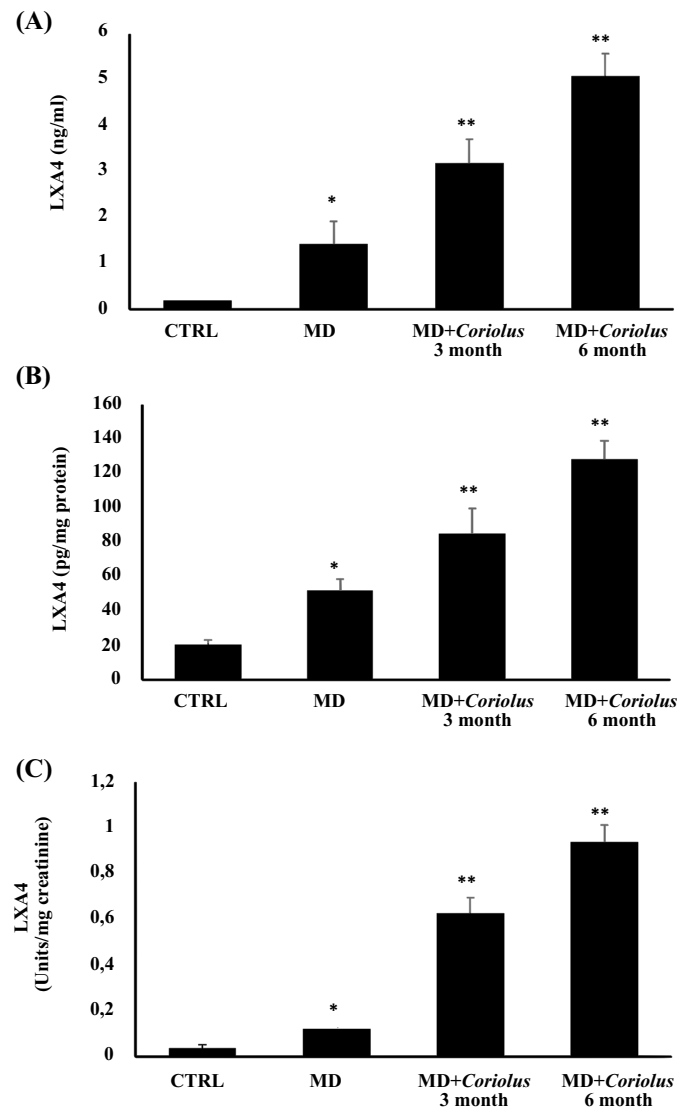 (A)
LXA4 (ng/ml)
6
5
4
3
2
1
0
*
**
**
CTRL
MD
MD+Coriolus
3 month
MD+Coriolus
6 month
(B)
LXA4 (pg/mg protein)
160
140
120
100
80
60
40
20
0
*
**
**
CTRL
MD
MD+Coriolus
3 month
MD+Coriolus
6 month
(C)
LXA4
(Units/mg creatinine)
1,2
1
0,8
0,6
0,4
0,2
0
*
**
**
CTRL
MD
MD+Coriolus
3 month
MD+Coriolus
6 month